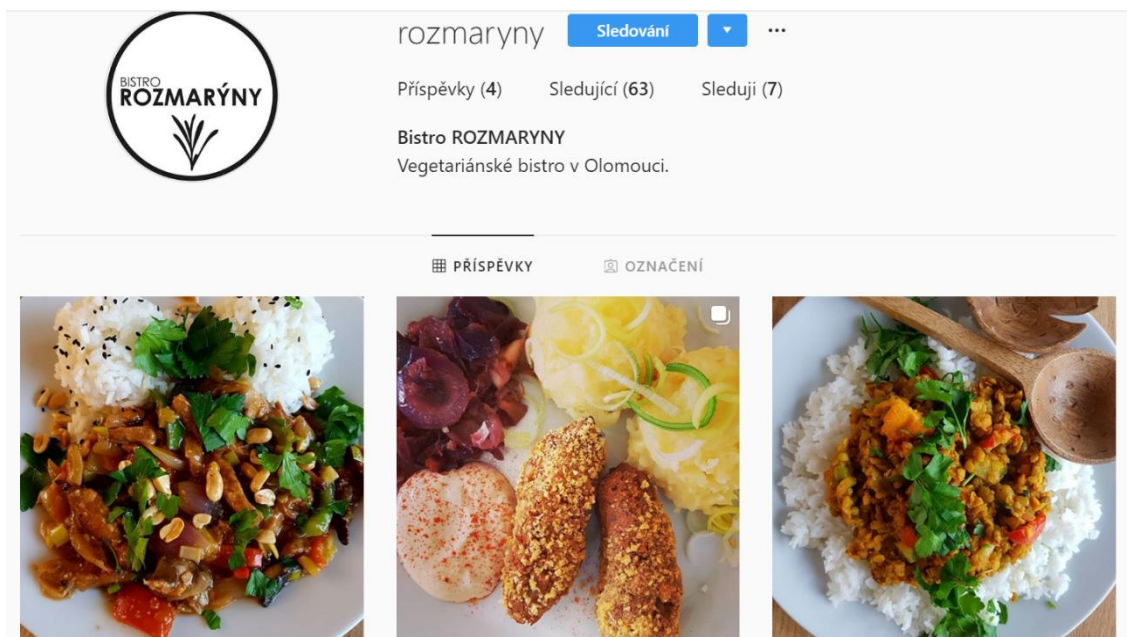 BISTRO
ROZMARÝNY
rozmaryny Sledování
Příspěvky (4) Sledující (63) Sleduji (7)
Bistro ROZMARYNY
Vegetariánské bistro v Olomouci.
PŘÍSPĚVKY OZNAČENÍ